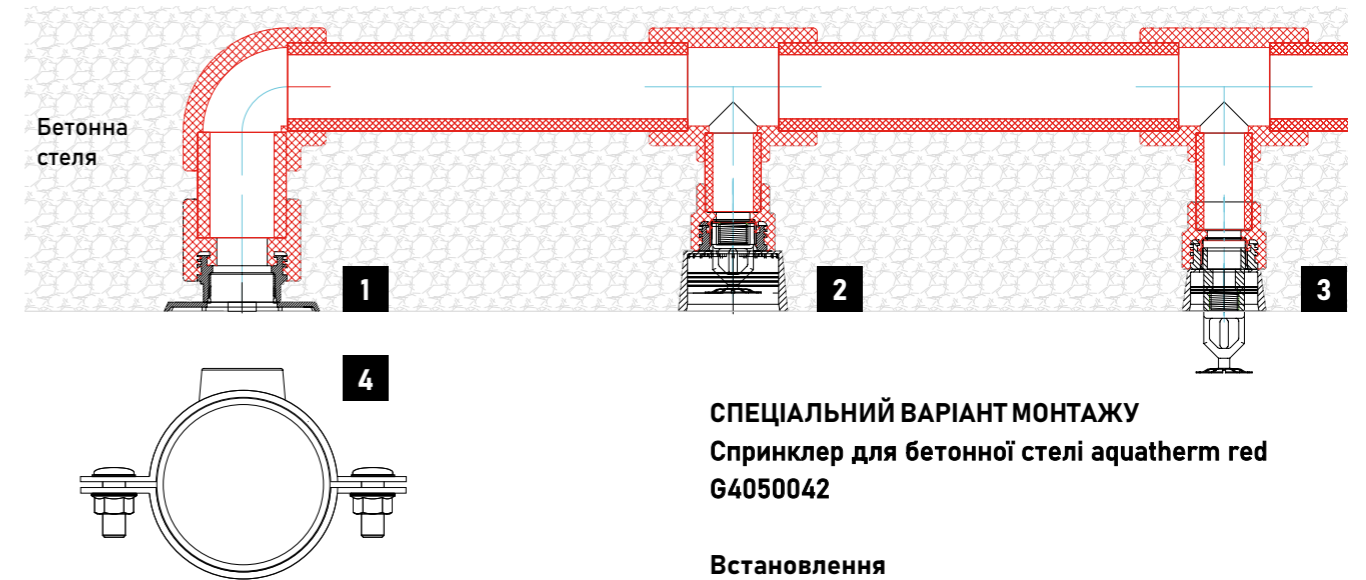 Бетонна
стеля
1
2
3
4
СПЕЦІАЛЬНИЙ ВАРІАНТ МОНТАЖУ
Спринклер для бетонної стелі aquatherm red
G4050042
Встановлення